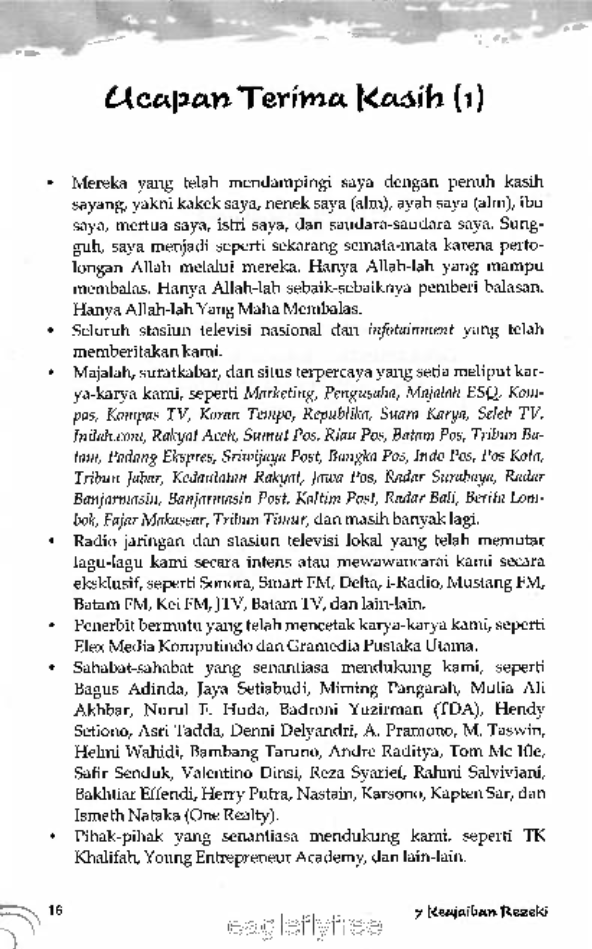 Ucapan Terima Kasih (1)
• Mereka yang telah mendampingi saya dengan penuh kasih
sayang, yakni kakek saya, nenek saya (alm), ayah saya (alm), ibu
saya, mertua saya, istri saya, dan saudara-saudara saya. Sung-
guh, saya menjadi seperti sekarang semata-mata karena perto-
longan Allah melalui mereka. Hanya Allah-lah yang mampu
membalas. Hanya Allah-lah sebaik-sebaiknya pemberi balasan.
Hanya Allah-lah Yang Maha Membalas.
• Seluruh stasiun televisi nasional dan infotainment yang telah
memberitakan kami.
• Majalah, suratkabar, dan situs terpercaya yang setia meliput kar-
ya-karya kami, seperti Marketing, Pengusaha, Majalah ESQ, Kom-
pas, Kompas TV, Koran Tempo, Republika, Suara Karya, Seleb TV,
Inilah.com, Rakyat Aceh, Sumut Pos, Riau Pos, Batam Pos, Tribun Ba-
tam, Padang Ekspres, Sriwijaya Post, Bangka Pos, Indo Pos, Pos Kota,
Tribun Jabar, Kedaulatan Rakyat, Jawa Pos, Radar Surabaya, Radar
Banjarmasin, Banjarmasin Post, Kaltim Post, Radar Bali, Berita Lom-
bok, Fajar Makassar, Tribun Timur, dan masih banyak lagi.
• Radio jaringan dan stasiun televisi lokal yang telah memutar
lagu-lagu kami secara intens atau mewawancarai kami secara
eksklusif, seperti Sonora, Smart FM, Delta, i-Radio, Mustang FM,
Batam FM, Kei FM, JTV, Batam TV, dan lain-lain.
• Penerbit bermutu yang telah mencetak karya-karya kami, seperti
Elex Media Komputindo dan Gramedia Pustaka Utama.
• Sahabat-sahabat yang senantiasa mendukung kami, seperti
Bagus Adinda, Jaya Setiabudi, Miming Pangarah, Mulia Ali
Akhbar, Nurul F. Huda, Badroni Yuzirman (TDA), Hendy
Setiono, Asri Tadda, Denni Delyandri, A. Pramono, M. Taswin,
Helmi Wahidi, Bambang Taruno, Andre Raditya, Tom Mc Ifle,
Safir Senduk, Valentino Dinsi, Reza Syarief, Rahmi Salviviani,
Bakhtiar Effendi, Herry Putra, Nastain, Karsono, Kapten Sar, dan
Ismeth Nataka (One Realty).
• Pihak-pihak yang senantiasa mendukung kami, seperti TK
Khalifah, Young Entrepreneur Academy, dan lain-lain.
16
7 Keajaiban Rezeki
eagleflyfree